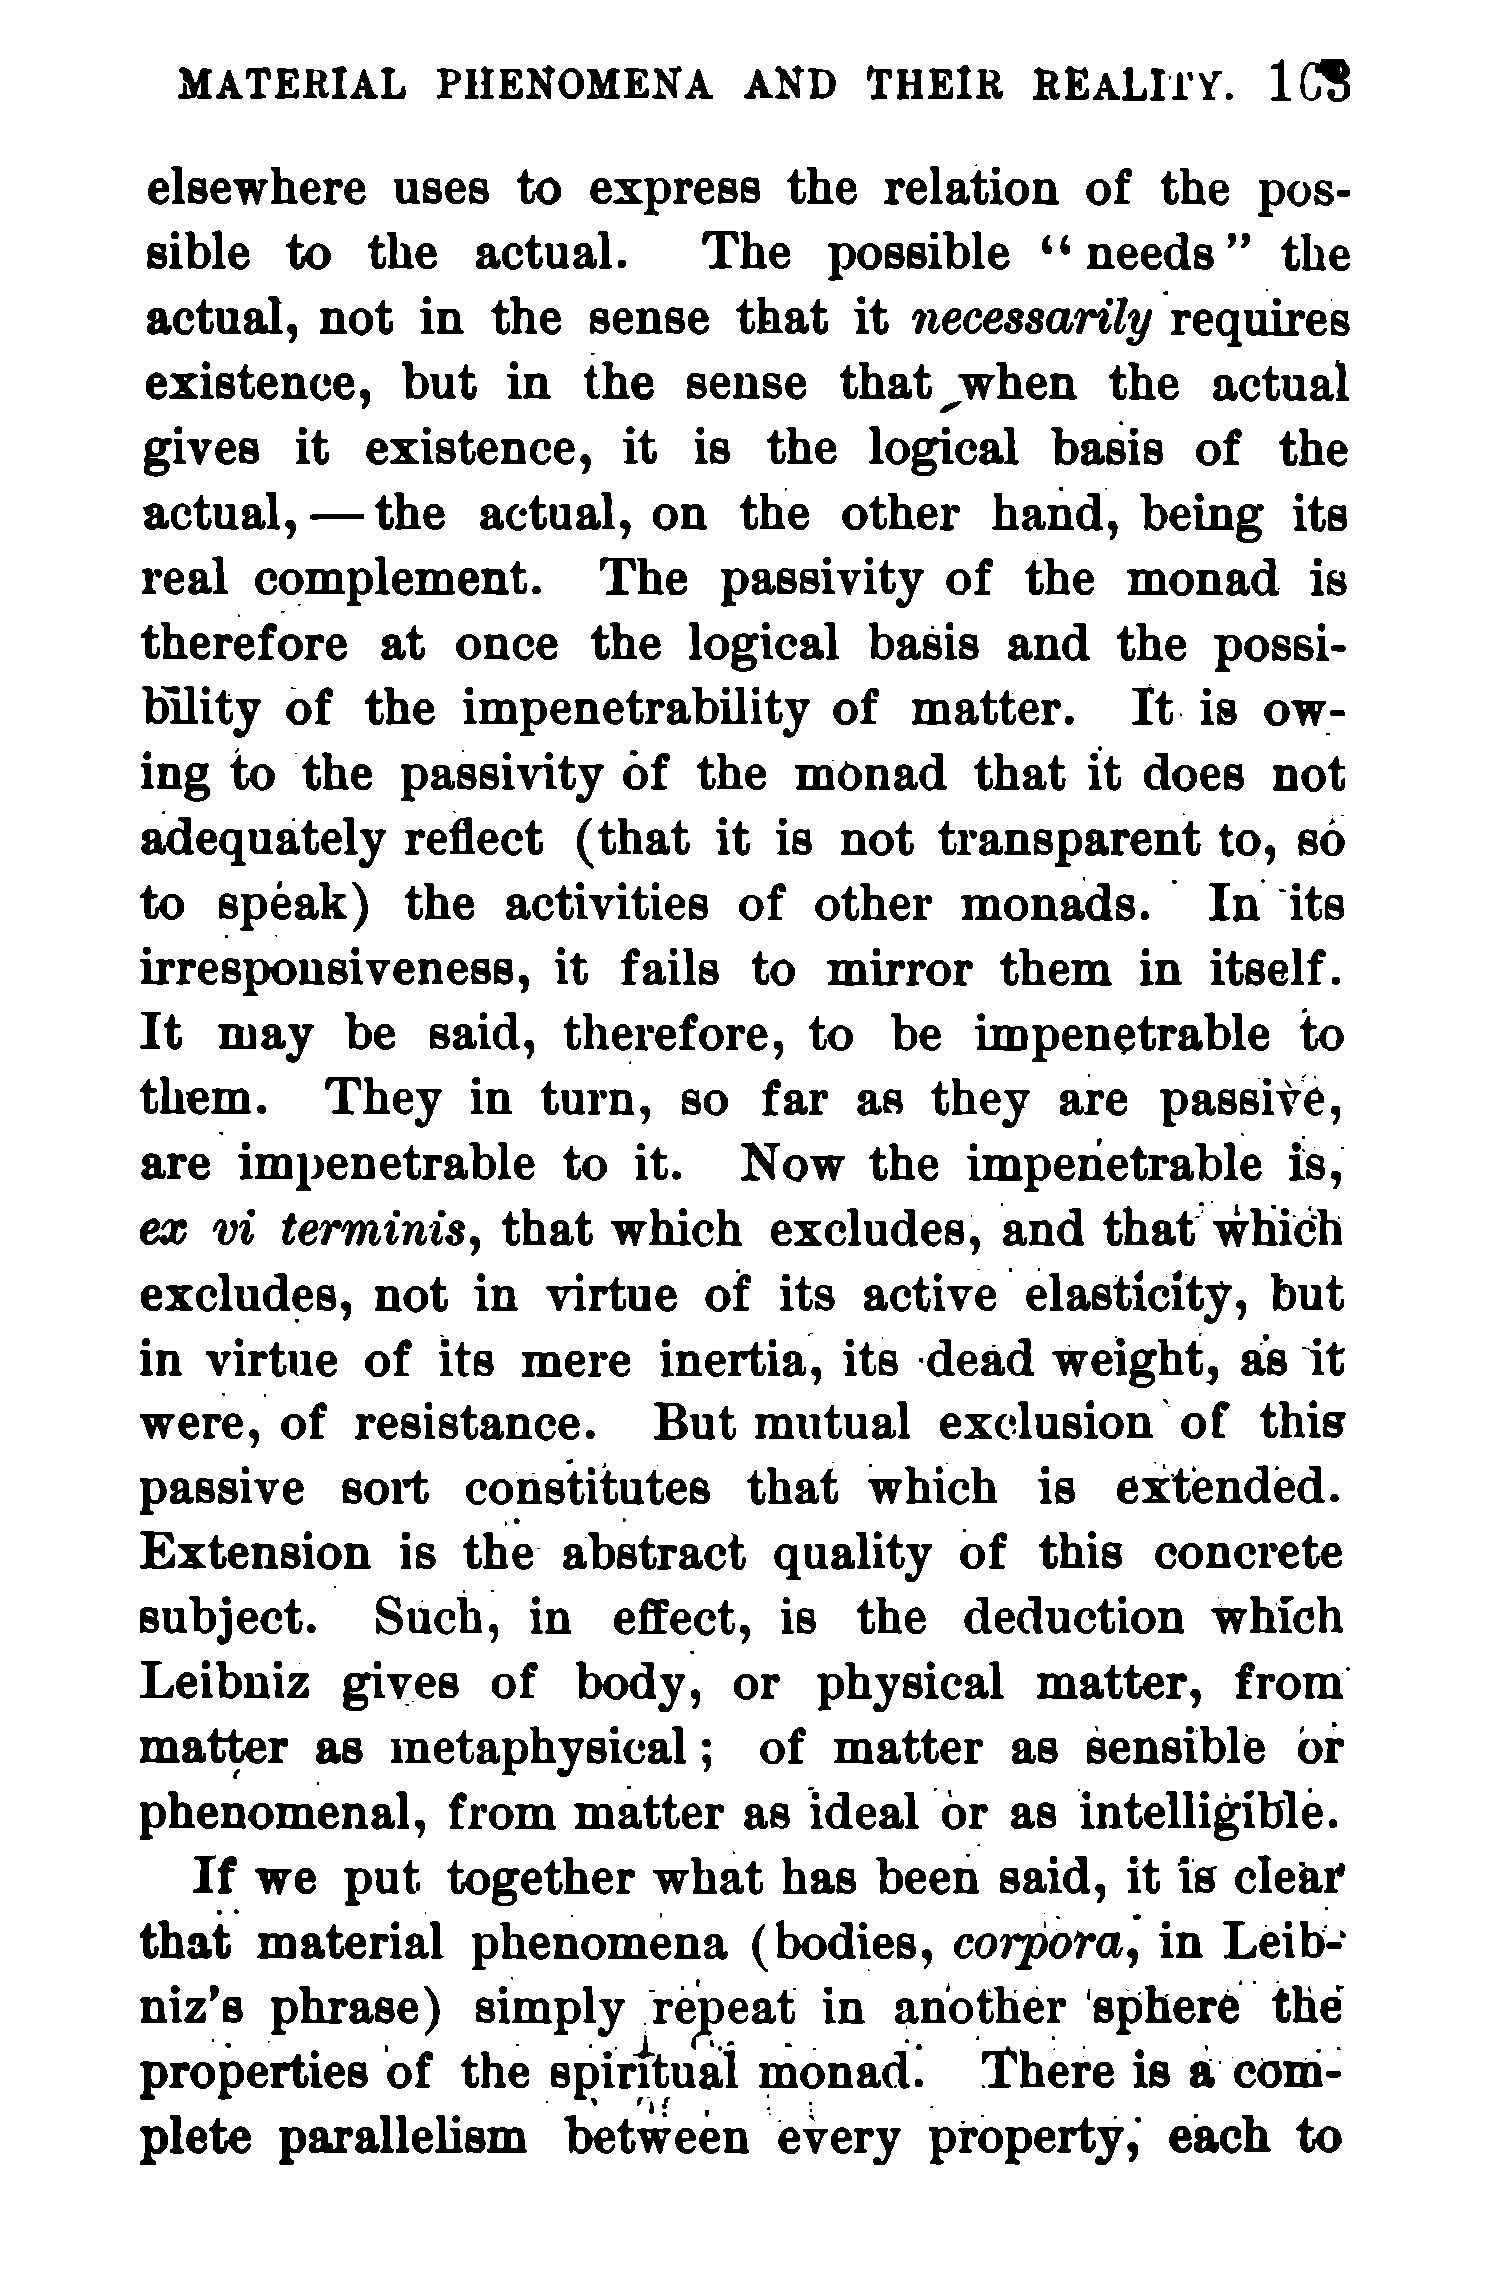 MATERIAL PHENOMENA AND THEIR REALITY.
elsewhere uses to express the relation of the pos-
sible to the actual. The possible "needs" the
actual, not in the sense that it necessarily requires
existence, but in the sense that when the actual
gives it existence, it is the logical basis of the
actual, — the actual, on the other hand, being its
real complement. The passivity of the monad is
therefore at once the logical basis and the possi-
bility of the impenetrability of matter. It is ow-
ing to the passivity of the monad that it does not
adequately reflect (that it is not transparent to, so
to speak) the activities of other monads. In its
irresponsiveness, it fails to mirror them in itself.
It may be said, therefore, to be impenetrable to
them. They in turn, so far as they are passive,
are impenetrable to it. Now the impenetrable is,
ex vi terminis, that which excludes, and that which
excludes, not in virtue of its active elasticity, but
in virtue of its mere inertia, its dead weight, as it
were, of resistance. But mutual exclusion of this
passive sort constitutes that which is extended.
Extension is the abstract quality of this concrete
subject. Such, in effect, is the deduction which
Leibniz gives of body, or physical matter, from
matter as metaphysical; of matter as sensible or
phenomenal, from matter as ideal or as intelligible.
If we put together what has been said, it is clear
that material phenomena (bodies, corpora, in Leib-
niz's phrase) simply repeat in another sphere the
properties of the spiritual monad. There is a com-
plete parallelism between every property, each to